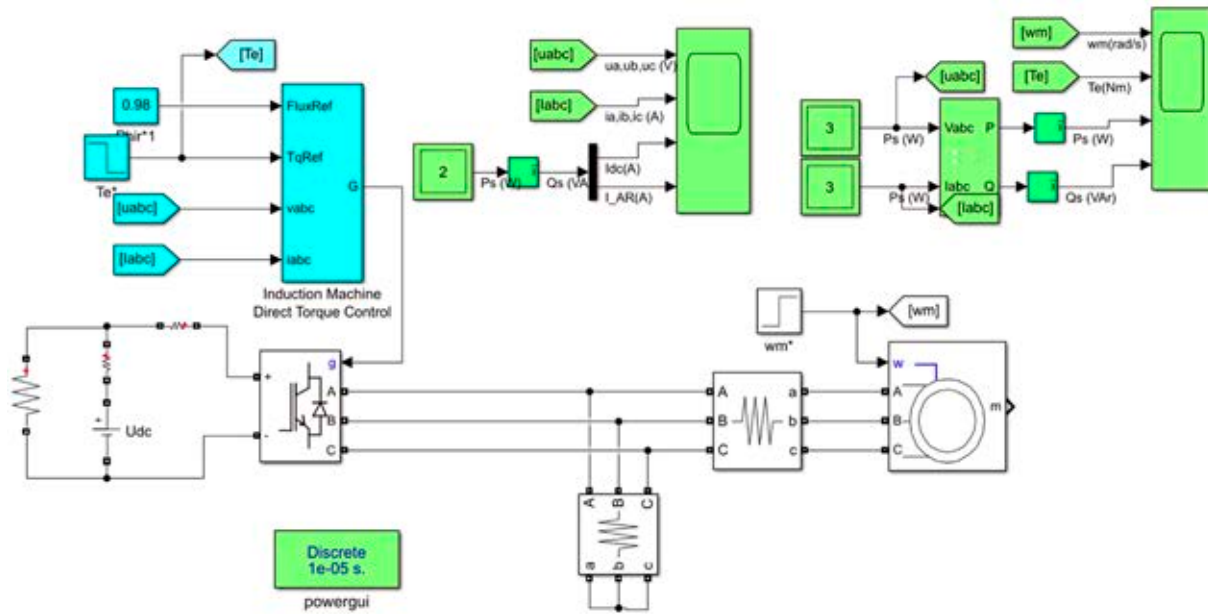 [Te]
0.98
Te*
[uabc]
[Iabc]
FluxRef
TqRef
vabc
iabc
G
Induction Machine
Direct Torque Control
[uabc]
ua,ub,uc (V)
[Iabc]
ia,ib,ic (A)
2
Ps (W)
Idc(A)
I_AR(A)
[wm]
wm(rad/s)
[Te]
Te(Nm)
[uabc]
3
Ps (W)
3
Ps (W)
Vabc
P
Iabc
Q
[Iabc]
Ps (W)
Qs (VAr)
wm*
[wm]
Udc
+
-
g
A
B
C
A
B
C
a
b
c
w
A
B
C
m
A
B
C
a
b
c
Discrete
1e-05 s.
powergui